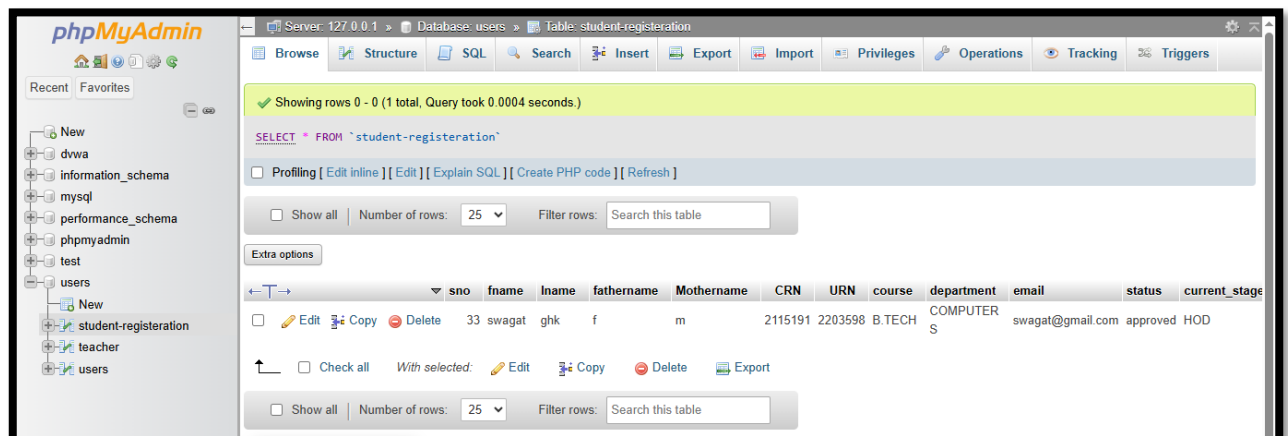 phpMyAdmin
Recent Favorites
New
dvwa
information_schema
mysql
performance_schema
phpmyadmin
test
users
New
student-registeration
teacher
users
Server: 127.0.0.1 » Database: users » Table: student-registeration
Browse Structure SQL Search Insert Export Import Privileges Operations Tracking Triggers
Showing rows 0 - 0 (1 total, Query took 0.0004 seconds.)
SELECT * FROM `student-registeration`
Profiling [ Edit inline ] [ Edit ] [ Explain SQL ] [ Create PHP code ] [ Refresh ]
Show all | Number of rows: 25 Filter rows: Search this table
Extra options
←T→ sno fname lname fathername Mothername CRN URN course department email status current_stage
Edit Copy Delete 33 swagat ghk f m 2115191 2203598 B.TECH COMPUTER swagat@gmail.com approved HOD
S
Check all With selected: Edit Copy Delete Export
Show all | Number of rows: 25 Filter rows: Search this table